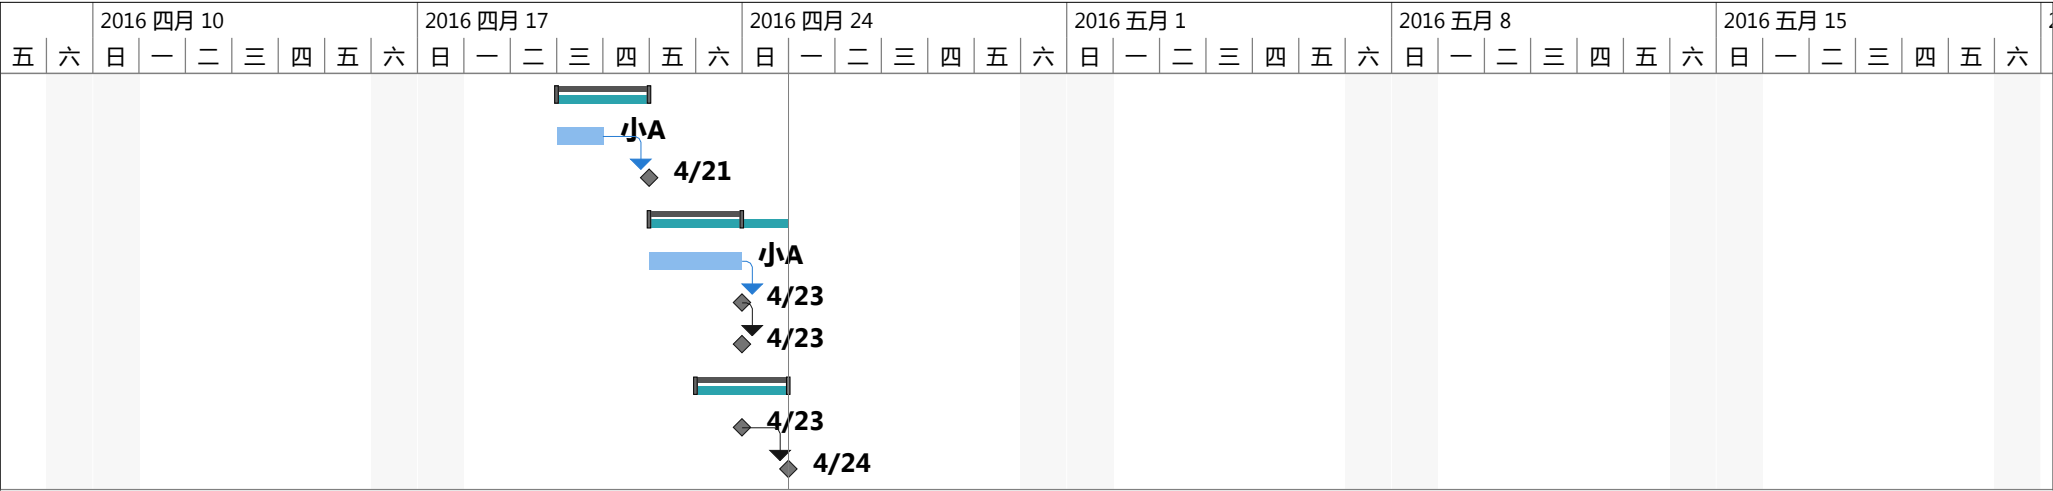 2016 四月 10 2016 四月 17 2016 四月 24 2016 五月 1 2016 五月 8 2016 五月 15
五 六 日 一 二 三 四 五 六 日 一 二 三 四 五 六 日 一 二 三 四 五 六 日 一 二 三 四 五 六 日 一 二 三 四 五 六 日 一 二 三 四 五 六
小A
4/21
小A
4/23
4/23
4/23
4/24